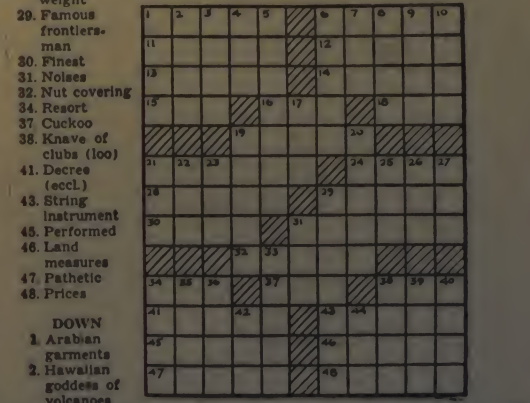 weight
29. Famous
frontiers-
man
30. Finest
31. Noises
32. Nut covering
34. Resort
37. Cuckoo
38. Knave of
clubs (loo)
41. Decree
(eccl.)
43. String
instrument
45. Performed
46. Land
measures
47. Pathetic
48. Prices
DOWN
1. Arabian
garments
2. Hawaiian
goddess of
volcanoes
1 2 3 4 5 6 7 8 9 10
11 12
13 14
15 16 17 18
19 20
21 22 23 24 25 26 27
28 29
30 31
32 33
34 35 36 37 38 39 40
41 42 43 44
45 46
47 48